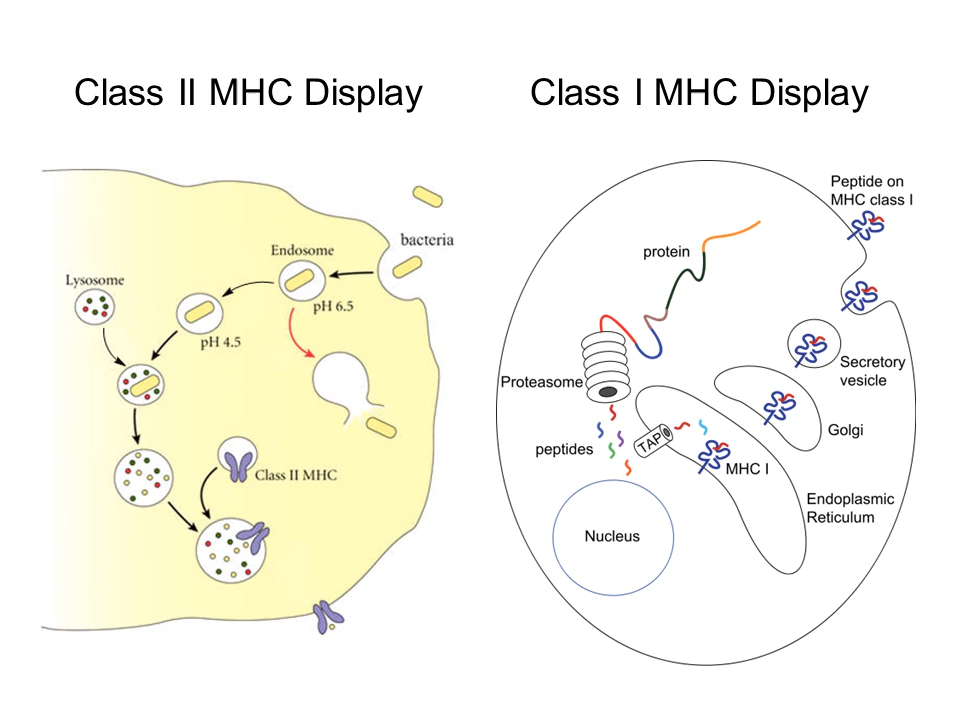 Class II MHC Display
Class I MHC Display
bacteria
Endosome
Lysosome
pH 6.5
pH 4.5
Class II MHC
Peptide on
MHC class I
protein
Proteasome
Secretory
vesicle
Golgi
peptides
TAP
MHC I
Endoplasmic
Reticulum
Nucleus